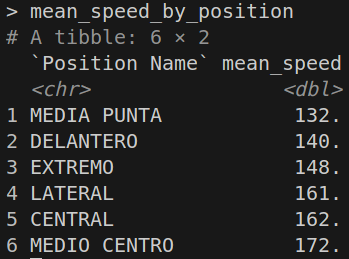 > mean_speed_by_position
# A tibble: 6 × 2
`Position Name` mean_speed
<chr> <dbl>
1 MEDIA PUNTA 132.
2 DELANTERO 140.
3 EXTREMO 148.
4 LATERAL 161.
5 CENTRAL 162.
6 MEDIO CENTRO 172.